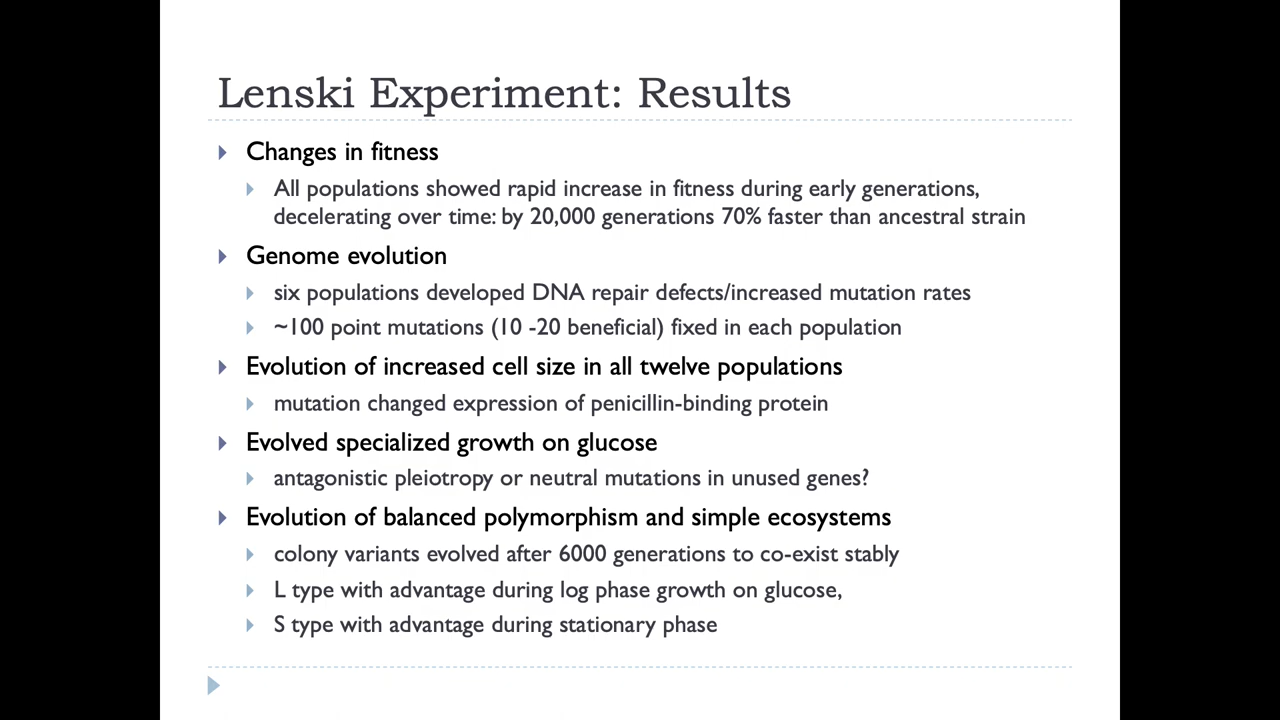 Lenski Experiment: Results
Changes in fitness
All populations showed rapid increase in fitness during early generations,
decelerating over time: by 20,000 generations 70% faster than ancestral strain
Genome evolution
six populations developed DNA repair defects/increased mutation rates
~100 point mutations (10 -20 beneficial) fixed in each population
Evolution of increased cell size in all twelve populations
mutation changed expression of penicillin-binding protein
Evolved specialized growth on glucose
antagonistic pleiotropy or neutral mutations in unused genes?
Evolution of balanced polymorphism and simple ecosystems
colony variants evolved after 6000 generations to co-exist stably
L type with advantage during log phase growth on glucose,
S type with advantage during stationary phase